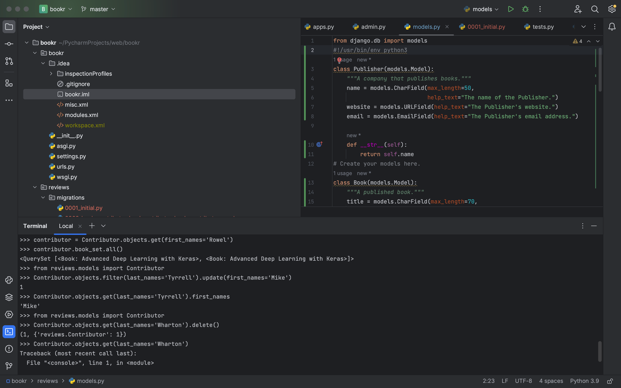 B bookr master models
Project
apps.py admin.py models.py 0001_initial.py tests.py
bookr ~/PycharmProjects/web/bookr
bookr
.idea
inspectionProfiles
.gitignore
bookr.iml
misc.xml
modules.xml
workspace.xml
__init__.py
asgi.py
settings.py
urls.py
wsgi.py
reviews
migrations
0001_initial.py
4
1 from django.db import models
2 #!/usr/bin/env python3
usage new *
3 class Publisher(models.Model):
4 """A company that publishes books."""
5 name = models.CharField(max_length=50,
6 help_text="The name of the Publisher.")
7 website = models.URLField(help_text="The Publisher's website.")
8 email = models.EmailField(help_text="The Publisher's email address.")
9
new *
10 def __str__(self):
11 return self.name
12 # Create your models here.
1 usage new *
13 class Book(models.Model):
14 """A published book."""
15 title = models.CharField(max_length=70,
Terminal Local
>>> contributor = Contributor.objects.get(first_names='Rowel')
>>> contributor.book_set.all()
<QuerySet [<Book: Advanced Deep Learning with Keras>, <Book: Advanced Deep Learning with Keras>]>
>>> from reviews.models import Contributor
>>> Contributor.objects.filter(last_names='Tyrrell').update(first_names='Mike')
1
>>> Contributor.objects.get(last_names='Tyrrell').first_names
'Mike'
>>> from reviews.models import Contributor
>>> Contributor.objects.get(last_names='Wharton').delete()
(1, {'reviews.Contributor': 1})
>>> Contributor.objects.get(last_names='Wharton')
Traceback (most recent call last):
File "<console>", line 1, in <module>
bookr > reviews > models.py 2:23 LF UTF-8 4 spaces Python 3.9